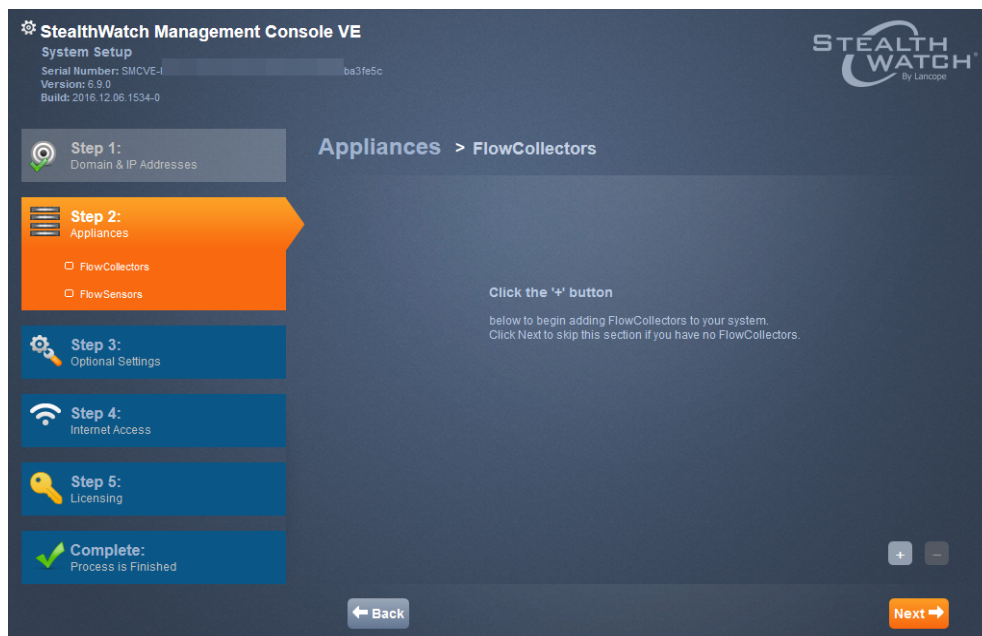 StealthWatch Management Console VE
System Setup
Serial Number: SMCVE- ba3fe5c
Version: 6.9.0
Build: 2016.12.06.1534-0
STEALTH
WATCH
By Lancope
Step 1:
Domain & IP Addresses
Step 2:
Appliances
FlowCollectors
FlowSensors
Step 3:
Optional Settings
Step 4:
Internet Access
Step 5:
Licensing
Complete:
Process is Finished
Appliances > FlowCollectors
Click the '+' button
below to begin adding FlowCollectors to your system.
Click Next to skip this section if you have no FlowCollectors.
+ −
Back
Next